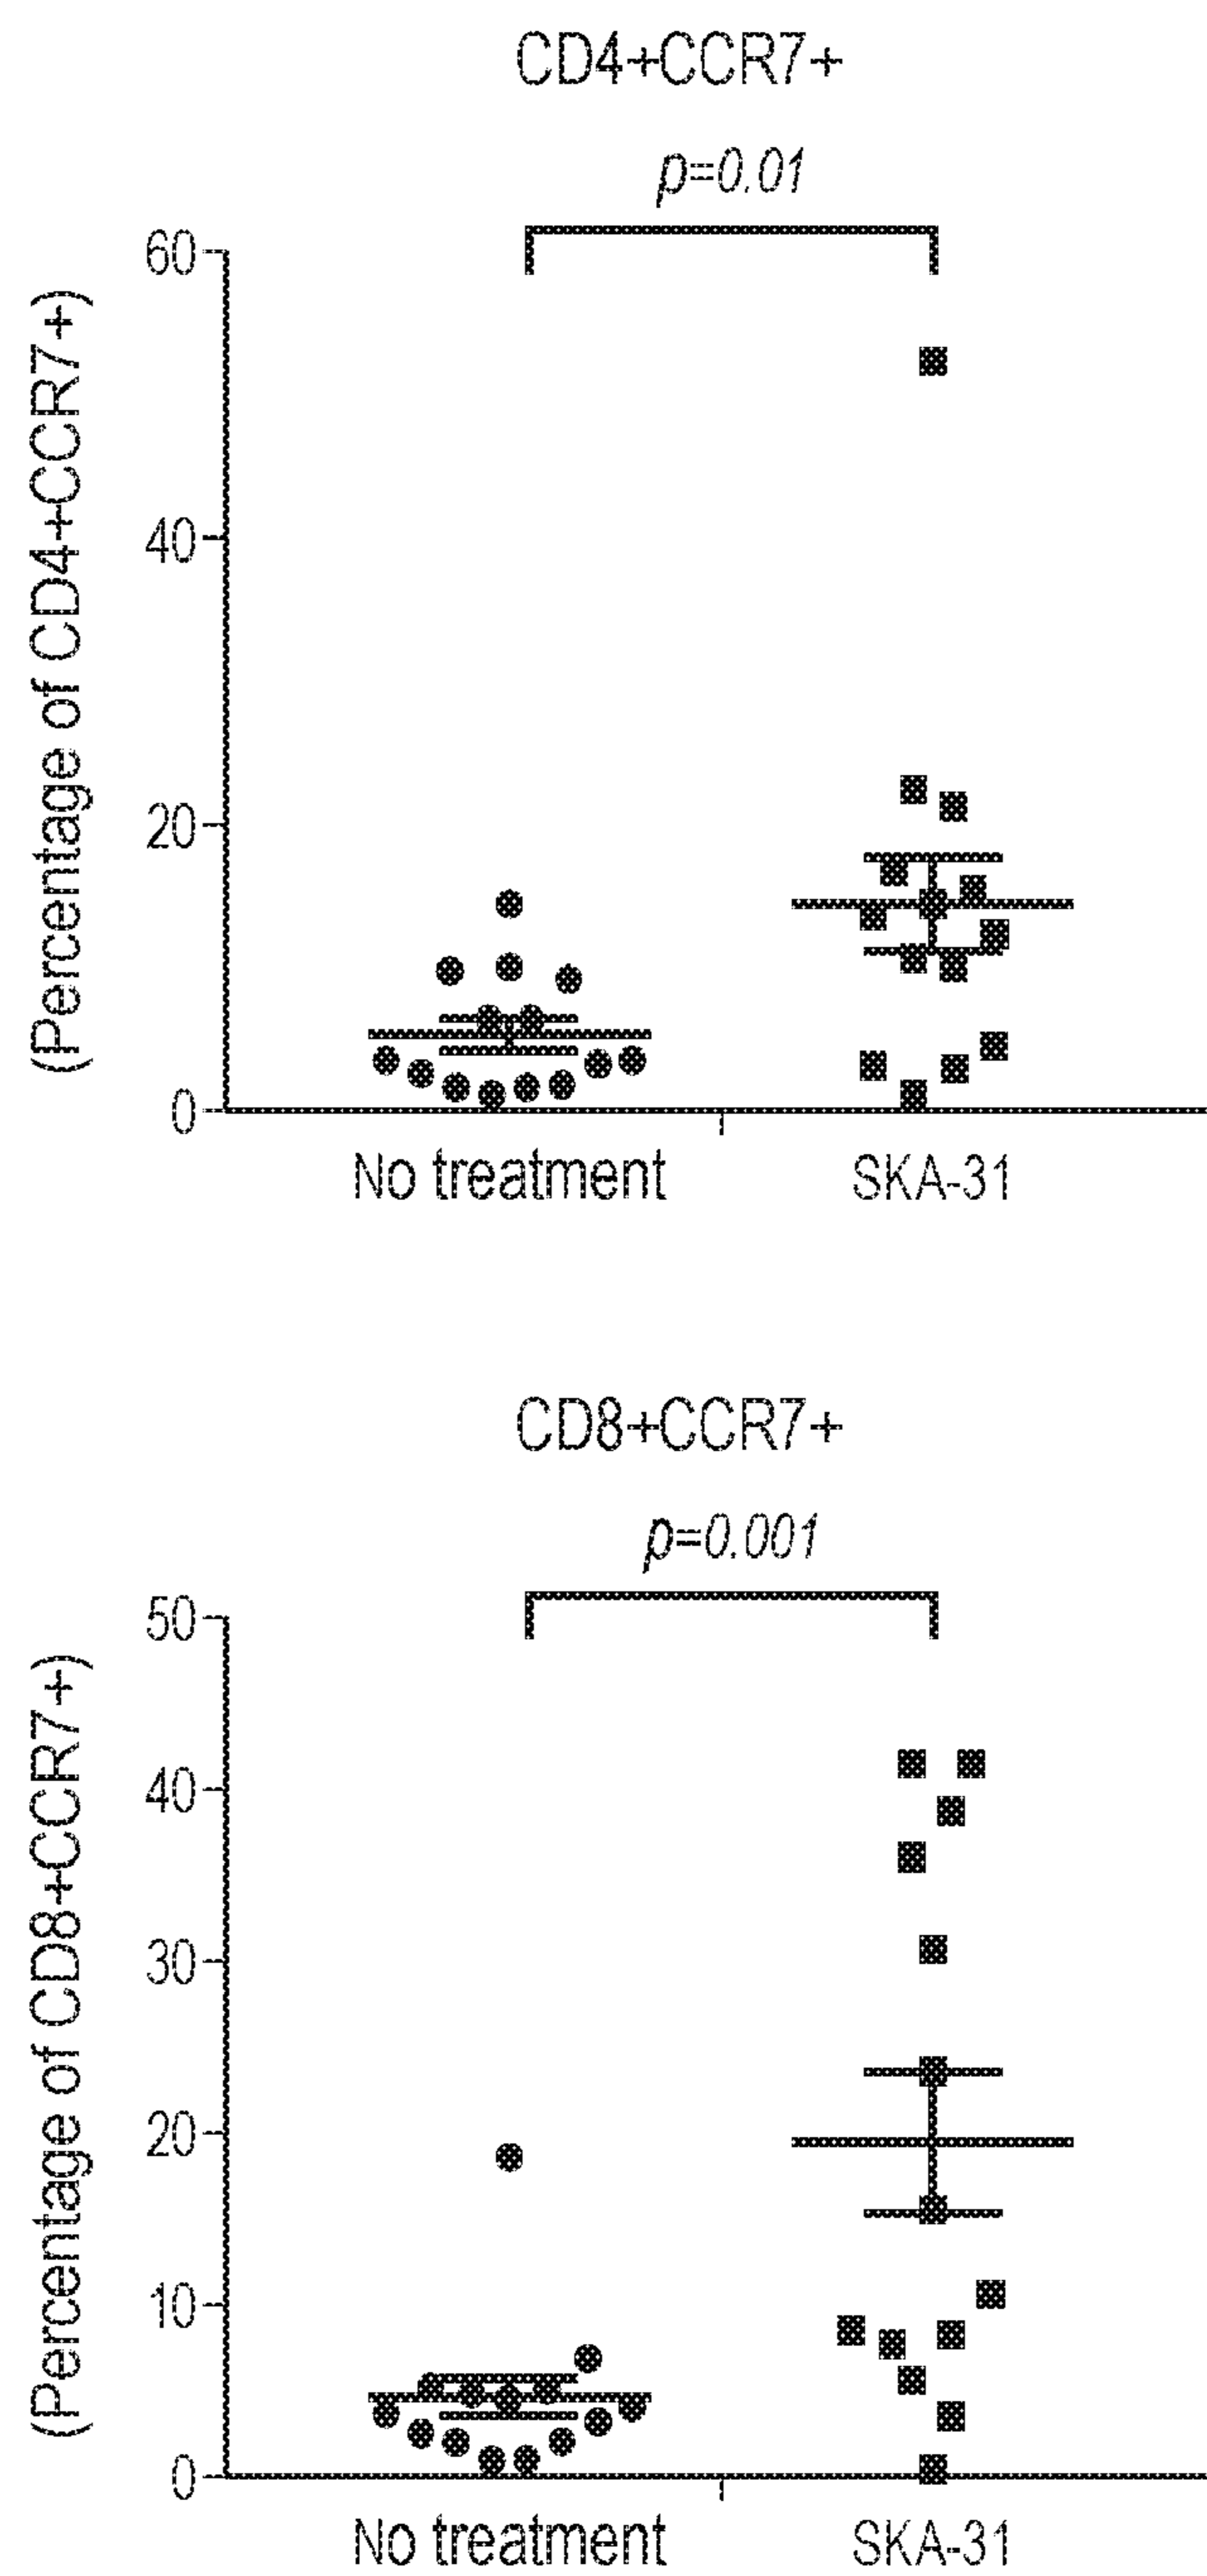 CD4+CCR7+
p=0.01
(Percentage of CD4+CCR7+)
60
40
20
0
No treatment
SKA-31
CD8+CCR7+
p=0.001
(Percentage of CD8+CCR7+)
50
40
30
20
10
0
No treatment
SKA-31